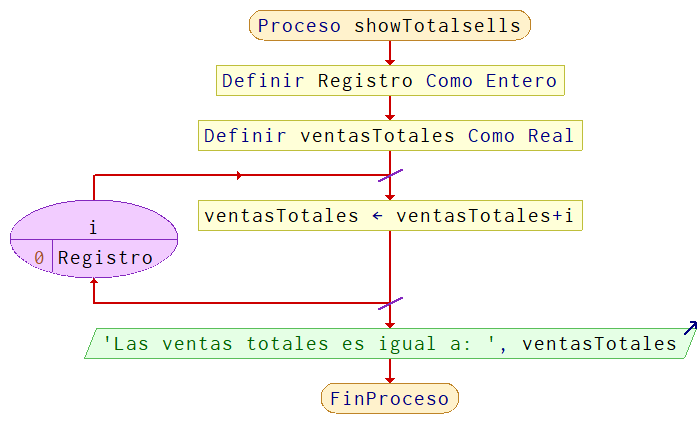 Proceso showTotalsells
Definir Registro Como Entero
Definir ventasTotales Como Real
i
0 Registro
ventasTotales ← ventasTotales+i
'Las ventas totales es igual a: ', ventasTotales
FinProceso